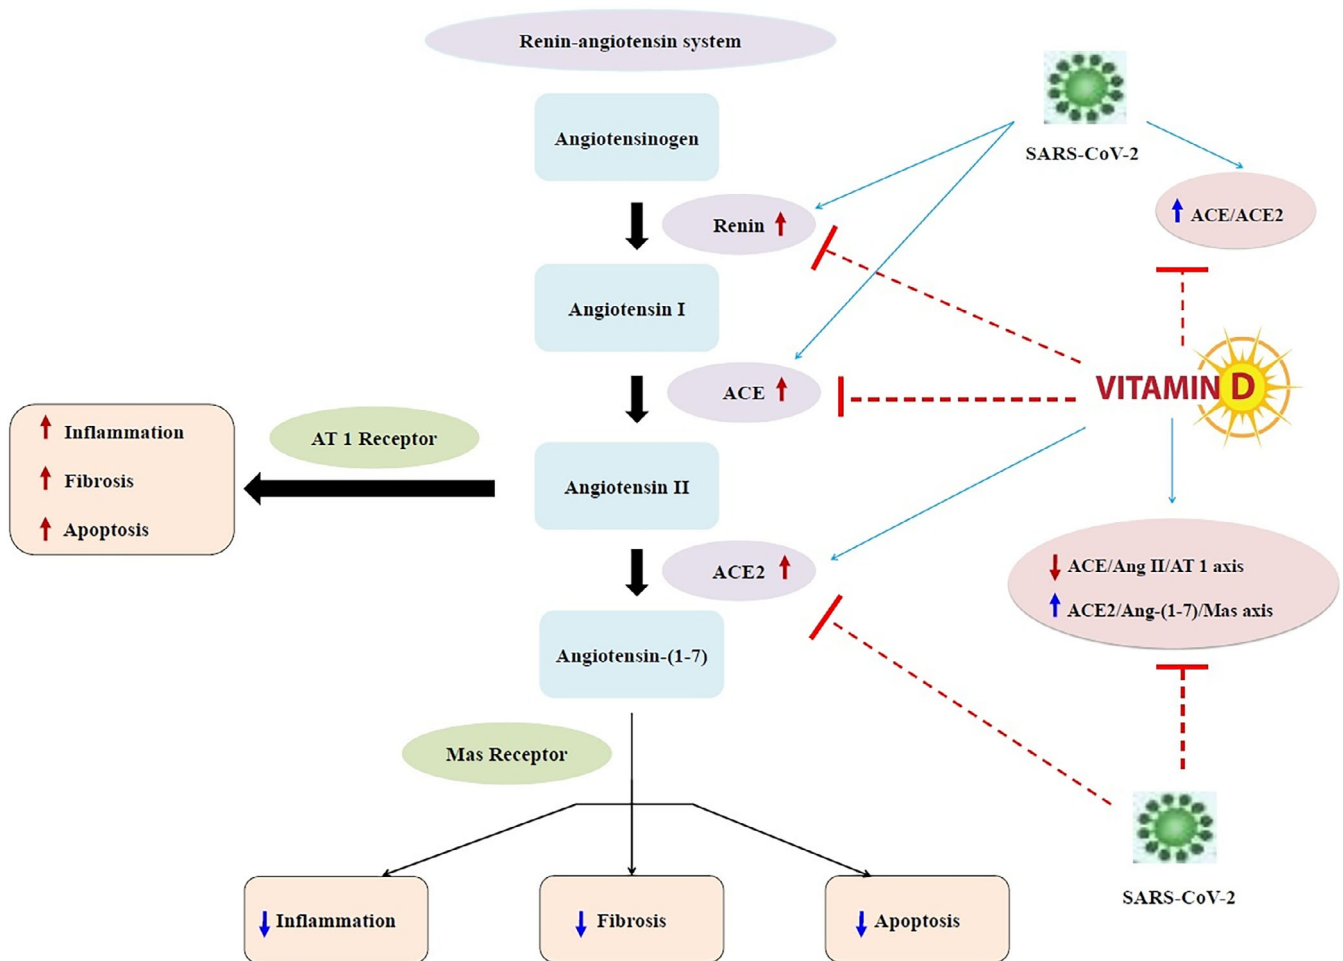 Renin-angiotensin system
Angiotensinogen
SARS-CoV-2
Renin
ACE/ACE2
Angiotensin I
ACE
VITAMIN D
Inflammation
Fibrosis
Apoptosis
AT 1 Receptor
Angiotensin II
ACE2
ACE/Ang II/AT 1 axis
ACE2/Ang-(1-7)/Mas axis
Angiotensin-(1-7)
Mas Receptor
SARS-CoV-2
Inflammation
Fibrosis
Apoptosis